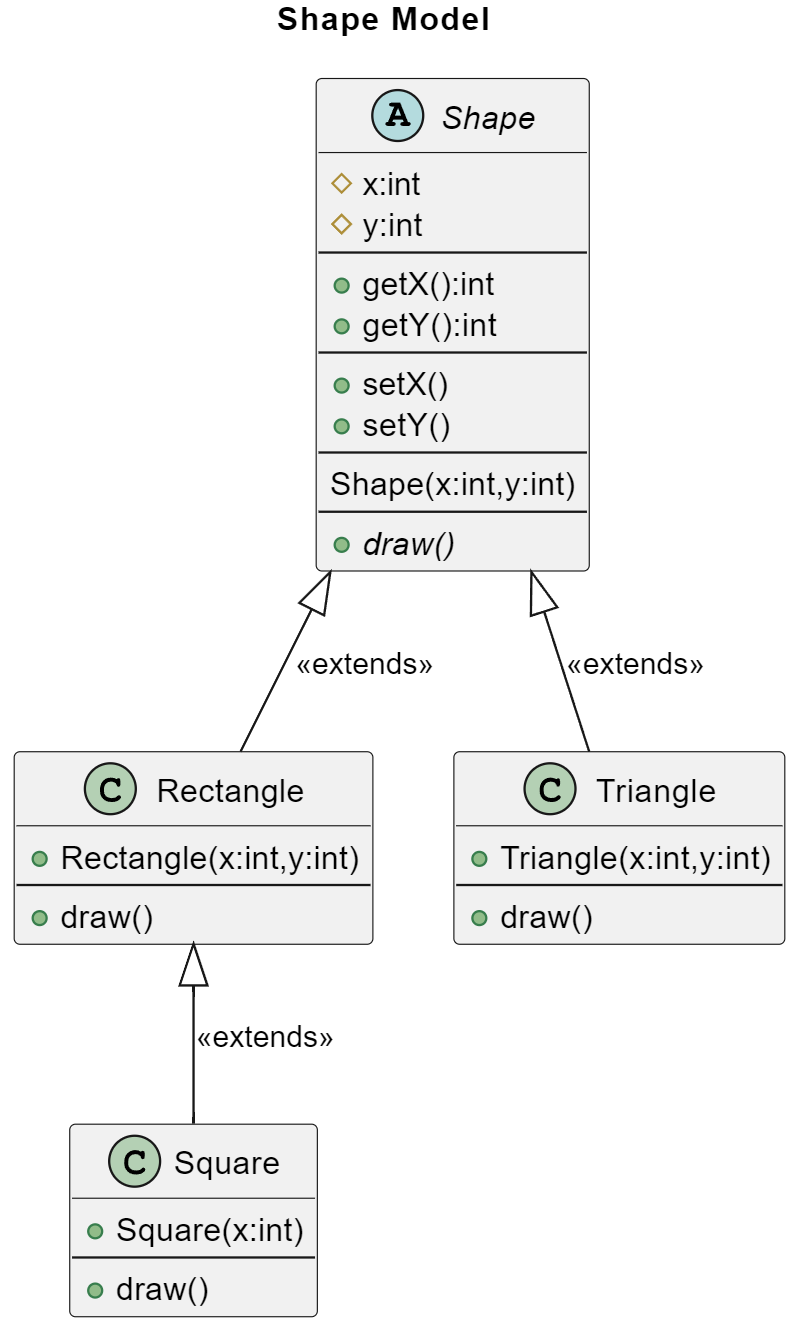 Shape Model
A Shape
x:int
y:int
getX():int
getY():int
setX()
setY()
Shape(x:int,y:int)
draw()
«extends»
«extends»
C Rectangle
Rectangle(x:int,y:int)
draw()
C Triangle
Triangle(x:int,y:int)
draw()
«extends»
C Square
Square(x:int)
draw()